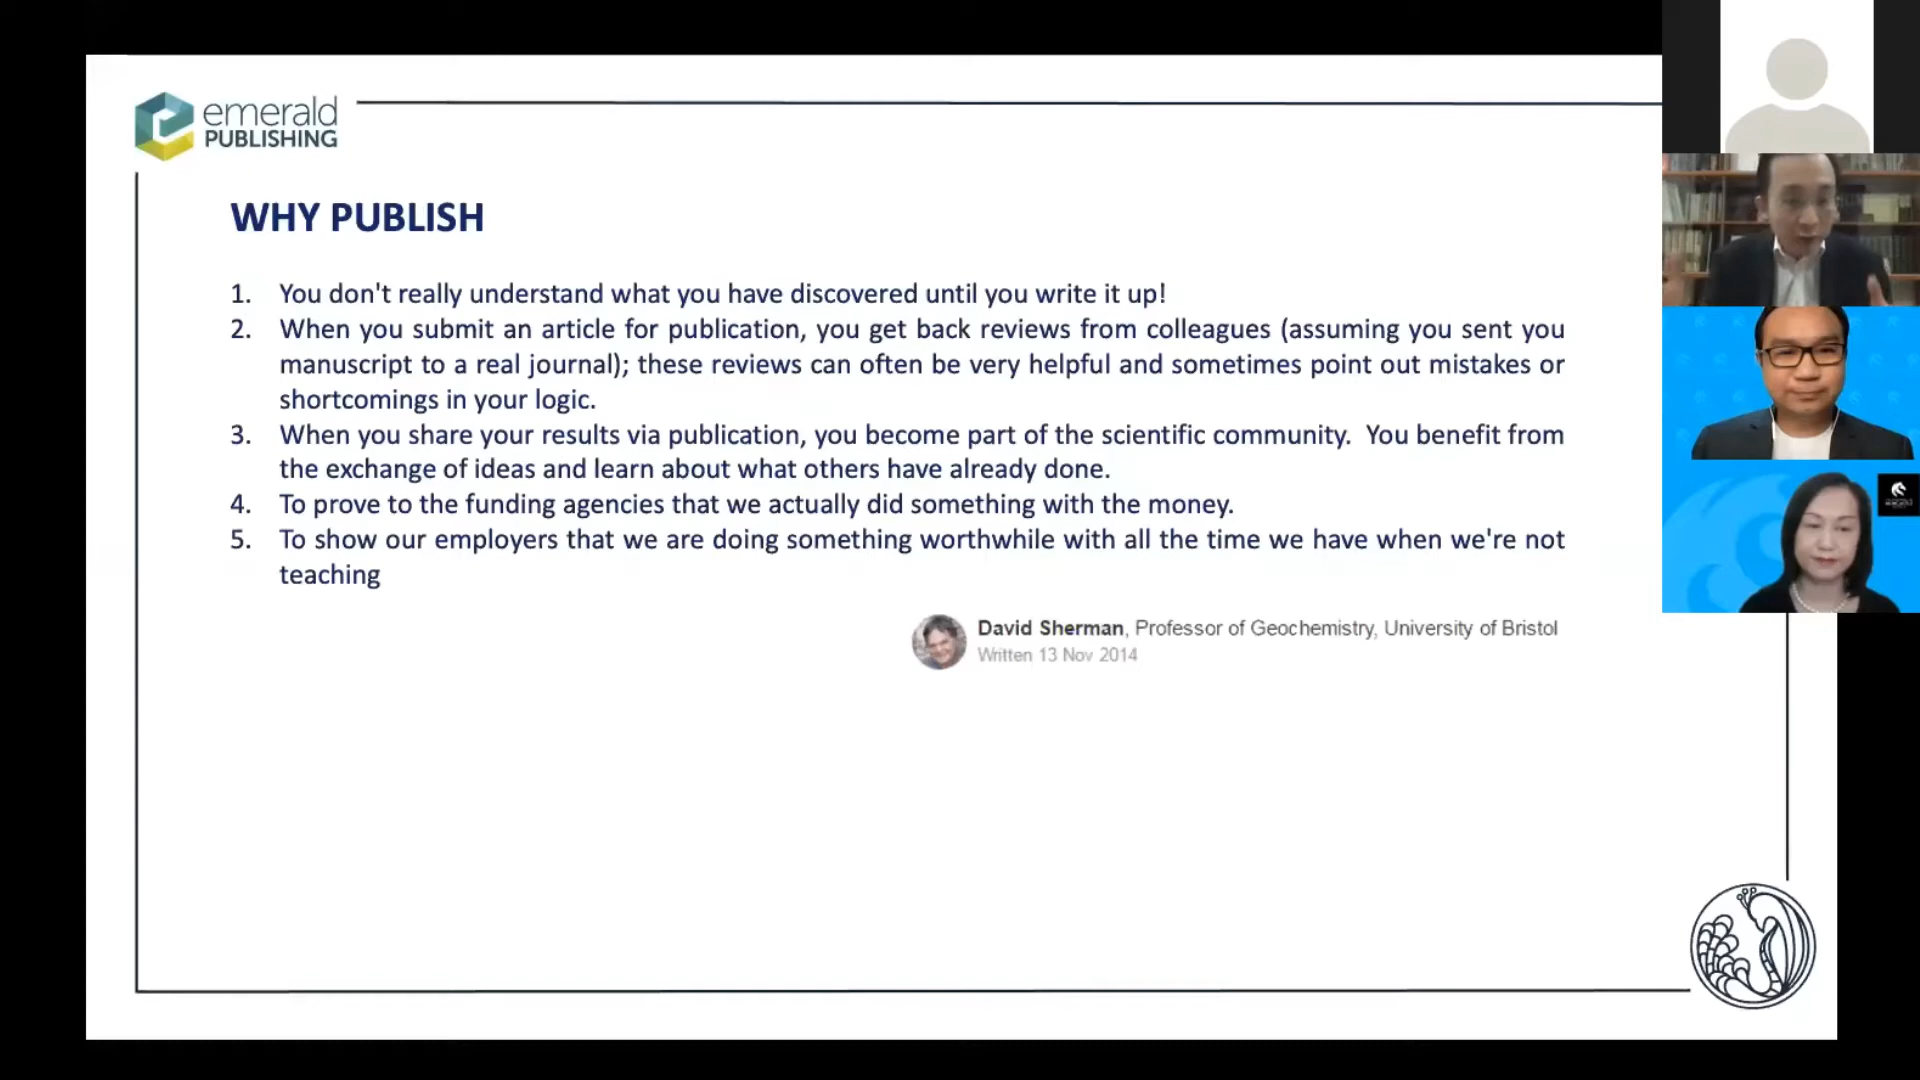 emerald
PUBLISHING
WHY PUBLISH
1. You don't really understand what you have discovered until you write it up!
2. When you submit an article for publication, you get back reviews from colleagues (assuming you sent you
manuscript to a real journal); these reviews can often be very helpful and sometimes point out mistakes or
shortcomings in your logic.
3. When you share your results via publication, you become part of the scientific community. You benefit from
the exchange of ideas and learn about what others have already done.
4. To prove to the funding agencies that we actually did something with the money.
5. To show our employers that we are doing something worthwhile with all the time we have when we're not
teaching
David Sherman, Professor of Geochemistry, University of Bristol
Written 13 Nov 2014